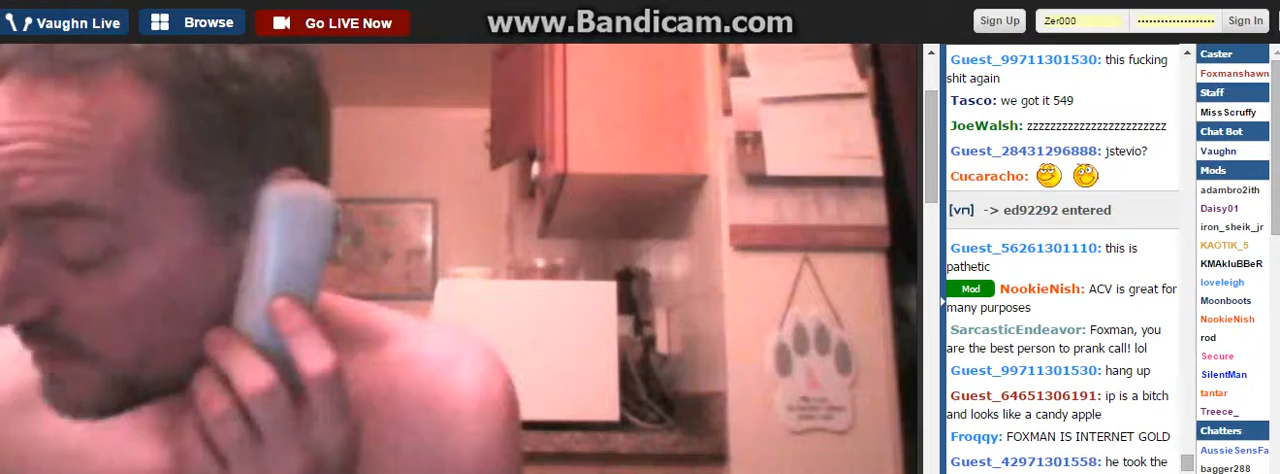 Vaughn Live
Browse
Go LIVE Now
www.Bandicam.com
Sign Up
Zer000
Sign In
Guest_99711301530: this fucking
shit again
Tasco: we got it 549
JoeWalsh: zzzzzzzzzzzzzzzzzzzzzzzz
Guest_28431296888: jstevio?
Cucaracho:
[vn] -> ed92292 entered
Guest_56261301110: this is
pathetic
Mod NookieNish: ACV is great for
many purposes
SarcasticEndeavor: Foxman, you
are the best person to prank call! lol
Guest_99711301530: hang up
Guest_64651306191: ip is a bitch
and looks like a candy apple
Froqqy: FOXMAN IS INTERNET GOLD
Guest_42971301558: he took the
Caster
Foxmanshawn
Staff
MissScruffy
Chat Bot
Vaughn
Mods
adambro2ith
Daisy01
iron_sheik_jr
KAOTIK_5
KMAkluBBeR
loveleigh
Moonboots
NookieNish
rod
Secure
SilentMan
tantar
Treece_
Chatters
AussieSensFa
bagger288